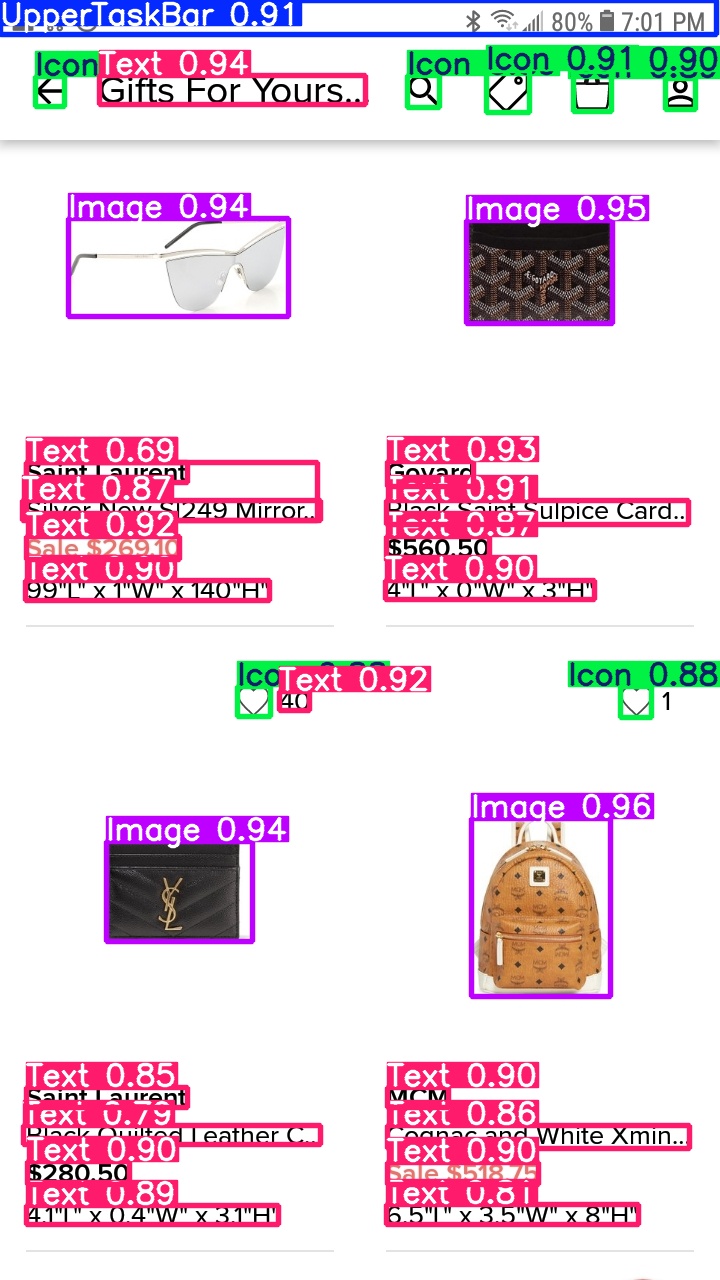 UpperTaskBar 0.91
80% 7:01 PM
Icon
Text 0.94
Icon
Icon 0.91
0.90
Gifts For Yours...
Image 0.94
Image 0.95
GOYARD
Text 0.69
Text 0.93
Saint Laurent
Goyard
Text 0.87
Text 0.91
Silver New Sl249 Mirror...
Black Saint Sulpice Card...
Text 0.92
Text 0.87
Sale $269.10
$560.50
Text 0.90
Text 0.90
99"L" x 1"W" x 140"H"
4"L" x 0"W" x 3"H"
Text 0.92
Icon 0.88
40
1
Image 0.94
Image 0.96
YSL
MCM
Text 0.85
Text 0.90
Saint Laurent
MCM
Text 0.79
Text 0.86
Black Quilted Leather C...
Cognac and White Xmin...
Text 0.90
Text 0.90
$280.50
Sale $518.75
Text 0.89
Text 0.81
4.1"L" x 0.4"W" x 3.1"H"
6.5"L" x 3.5"W" x 8"H"